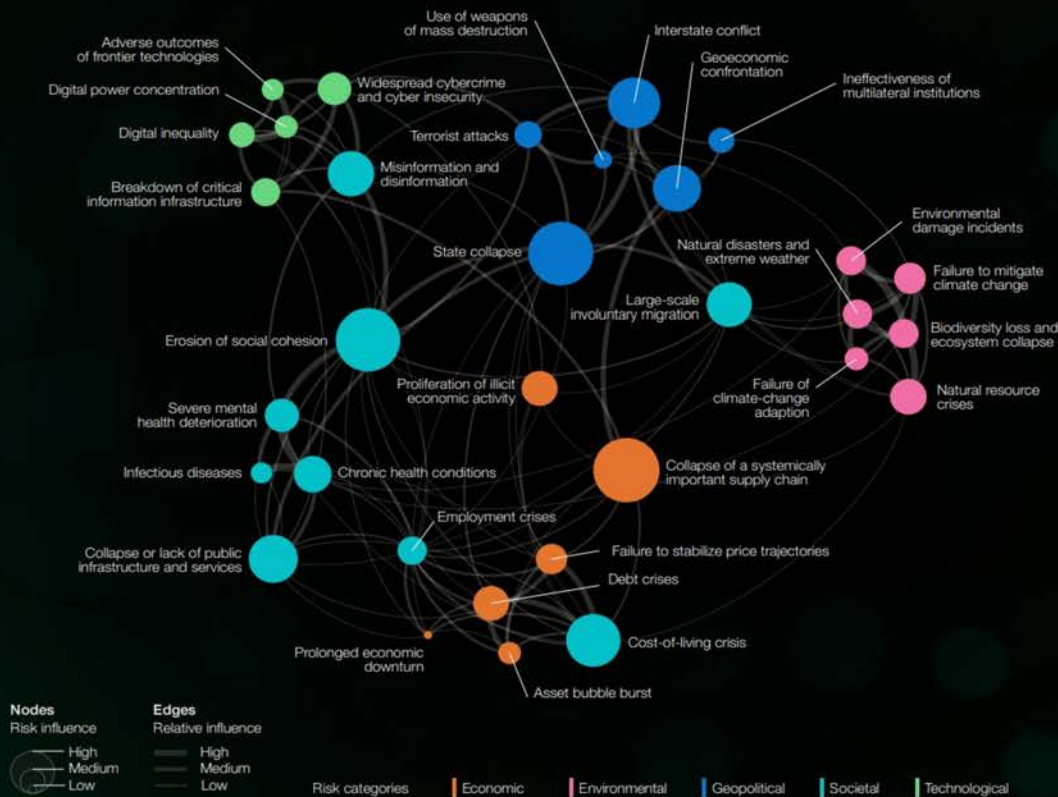 Use of weapons
of mass destruction
Interstate conflict
Adverse outcomes
of frontier technologies
Geoeconomic
confrontation
Ineffectiveness of
multilateral institutions
Digital power concentration
Widespread cybercrime
and cyber insecurity
Digital inequality
Terrorist attacks
Misinformation and
disinformation
Breakdown of critical
information infrastructure
Environmental
damage incidents
State collapse
Natural disasters and
extreme weather
Failure to mitigate
climate change
Large-scale
involuntary migration
Erosion of social cohesion
Biodiversity loss and
ecosystem collapse
Proliferation of illicit
economic activity
Failure of
climate-change
adaption
Natural resource
crises
Severe mental
health deterioration
Infectious diseases
Chronic health conditions
Collapse of a systemically
important supply chain
Employment crises
Collapse or lack of public
infrastructure and services
Failure to stabilize price trajectories
Debt crises
Prolonged economic
downturn
Cost-of-living crisis
Asset bubble burst
Nodes
Risk influence
High
Medium
Low
Edges
Relative influence
High
Medium
Low
Risk categories
Economic
Environmental
Geopolitical
Societal
Technological